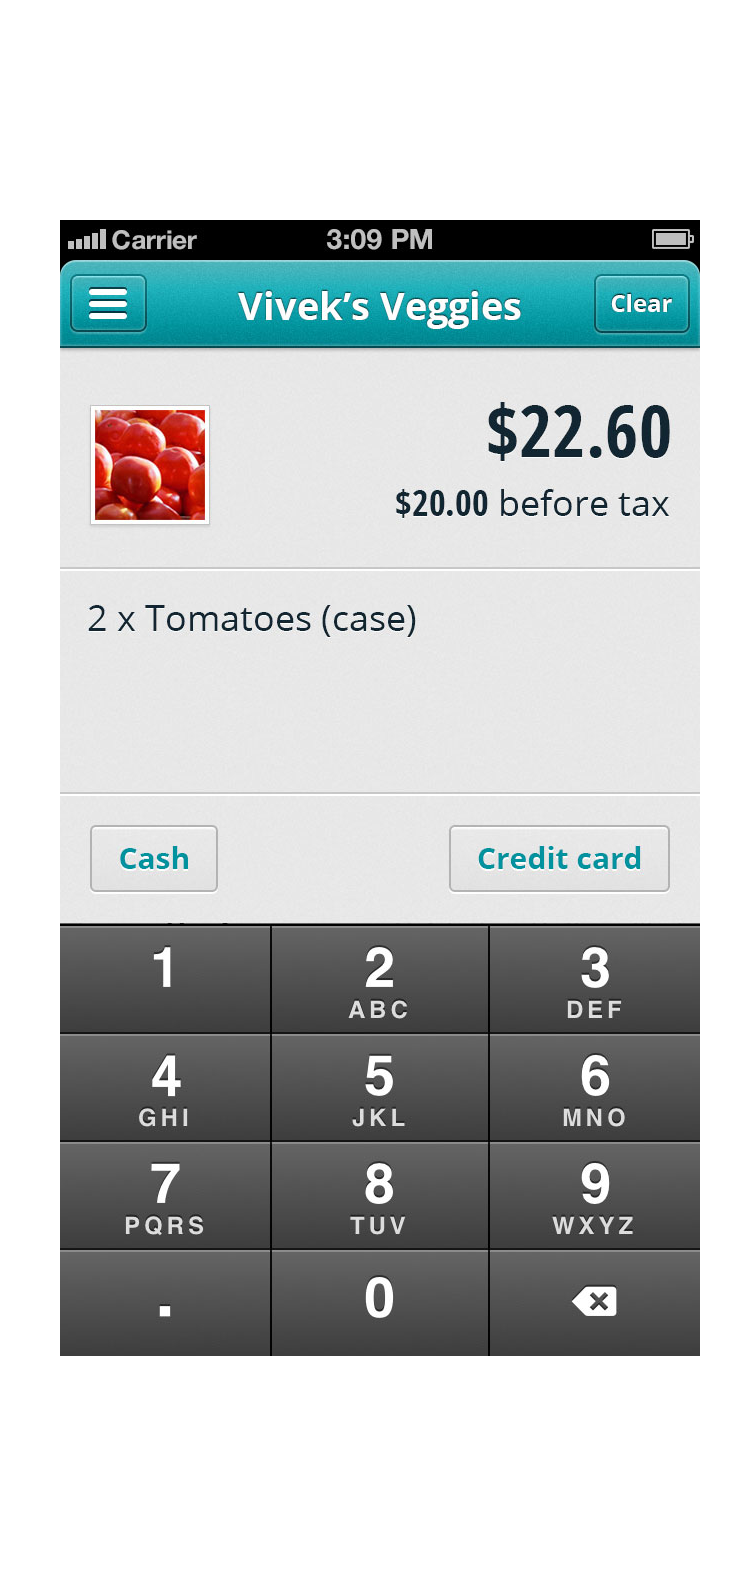 Carrier 3:09 PM
Vivek’s Veggies Clear
$22.60
$20.00 before tax
2 x Tomatoes (case)
Cash Credit card
1 2 3
ABC DEF
4 5 6
GHI JKL MNO
7 8 9
PQRS TUV WXYZ
. 0